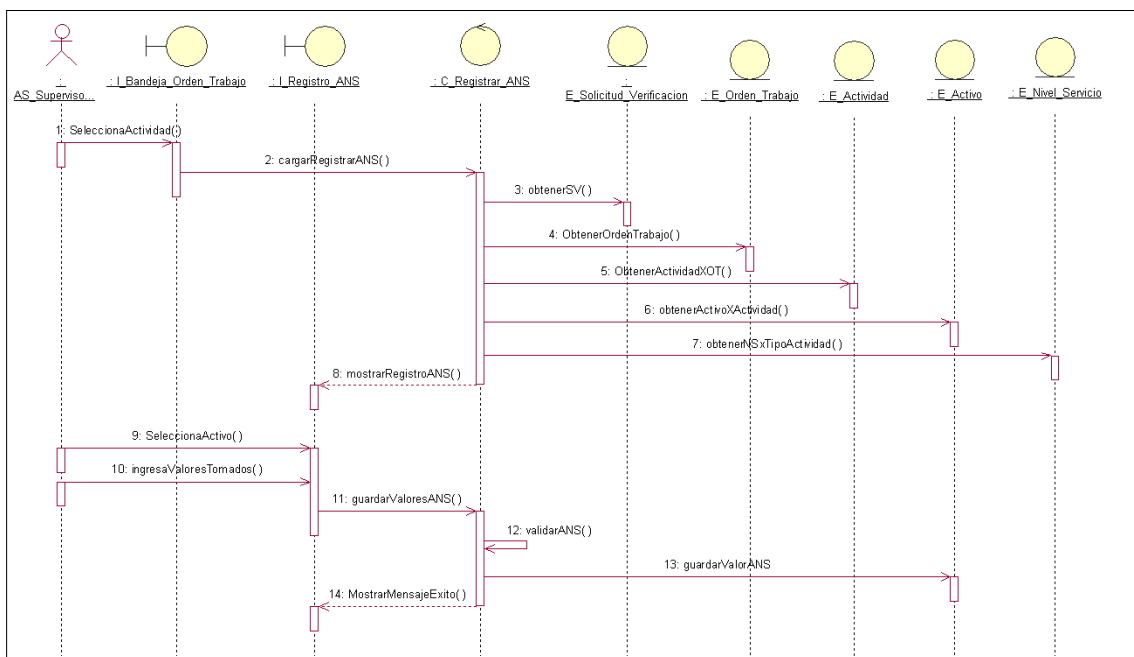 :
AS_Superviso...
: I_Bandeja_Orden_Trabajo
: I_Registro_ANS
: C_Registrar_ANS
:
E_Solicitud_Verificacion
: E_Orden_Trabajo
: E_Actividad
: E_Activo
: E_Nivel_Servicio
1: SeleccionaActividad( )
2: cargarRegistrarANS( )
3: obtenerSV( )
4: ObtenerOrdenTrabajo( )
5: ObtenerActividadXOT( )
6: obtenerActivoXActividad( )
7: obtenerNSxTipoActividad( )
8: mostrarRegistroANS( )
9: SeleccionaActivo( )
10: ingresaValoresTomados( )
11: guardarValoresANS( )
12: validarANS( )
13: guardarValorANS
14: MostrarMensajeExito( )